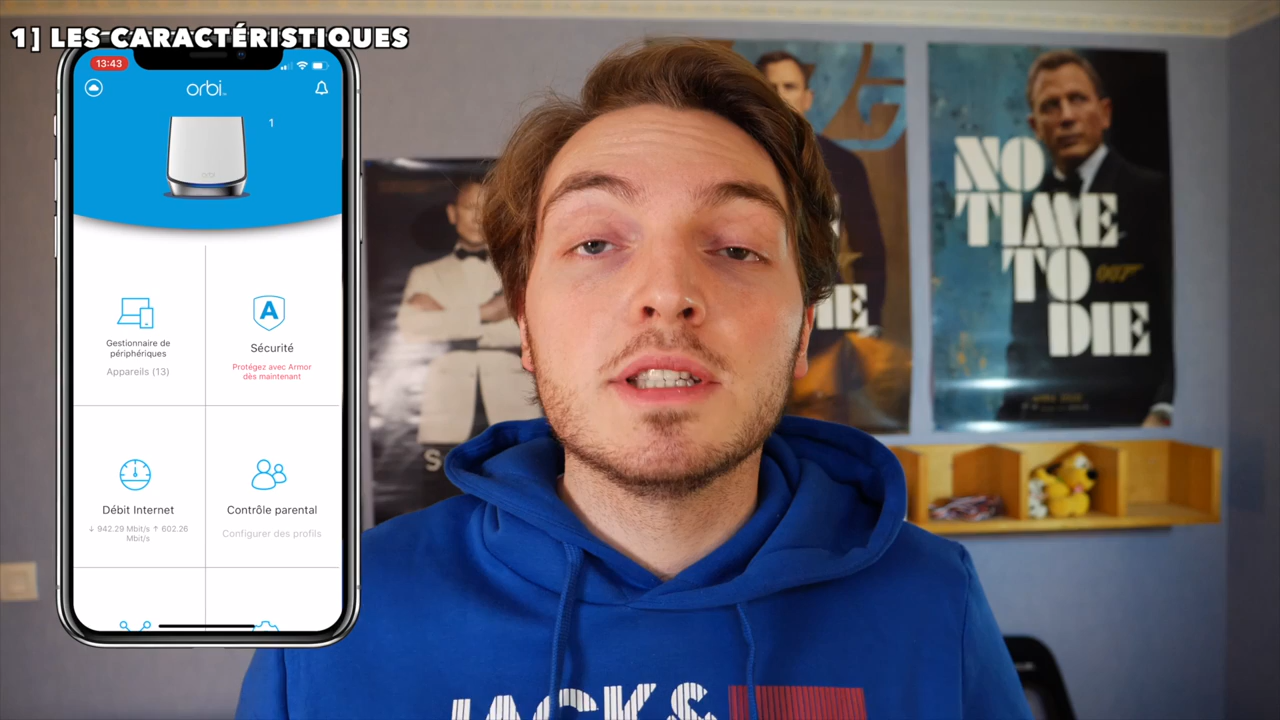 1] LES CARACTÉRISTIQUES
13:43
orbi
1
Gestionnaire de
périphériques
Appareils (13)
A
Sécurité
Protégez avec Armor
dès maintenant
Débit Internet
↓ 942.29 Mbit/s ↑ 602.26
Mbit/s
Contrôle parental
Configurer des profils
NO
TIME
TO
007
DIE
JACK&